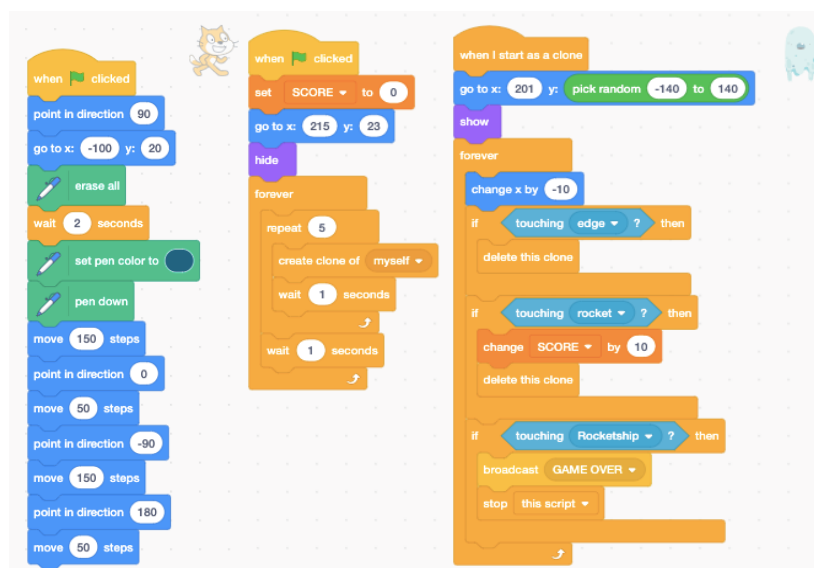 when clicked
point in direction 90
go to x: -100 y: 20
erase all
wait 2 seconds
set pen color to
pen down
move 150 steps
point in direction 0
move 50 steps
point in direction -90
move 150 steps
point in direction 180
move 50 steps
when clicked
set SCORE to 0
go to x: 215 y: 23
hide
forever
repeat 5
create clone of myself
wait 1 seconds
wait 1 seconds
when I start as a clone
go to x: 201 y: pick random -140 to 140
show
forever
change x by -10
if touching edge ? then
delete this clone
if touching rocket ? then
change SCORE by 10
delete this clone
if touching Rocketship ? then
broadcast GAME OVER
stop this script